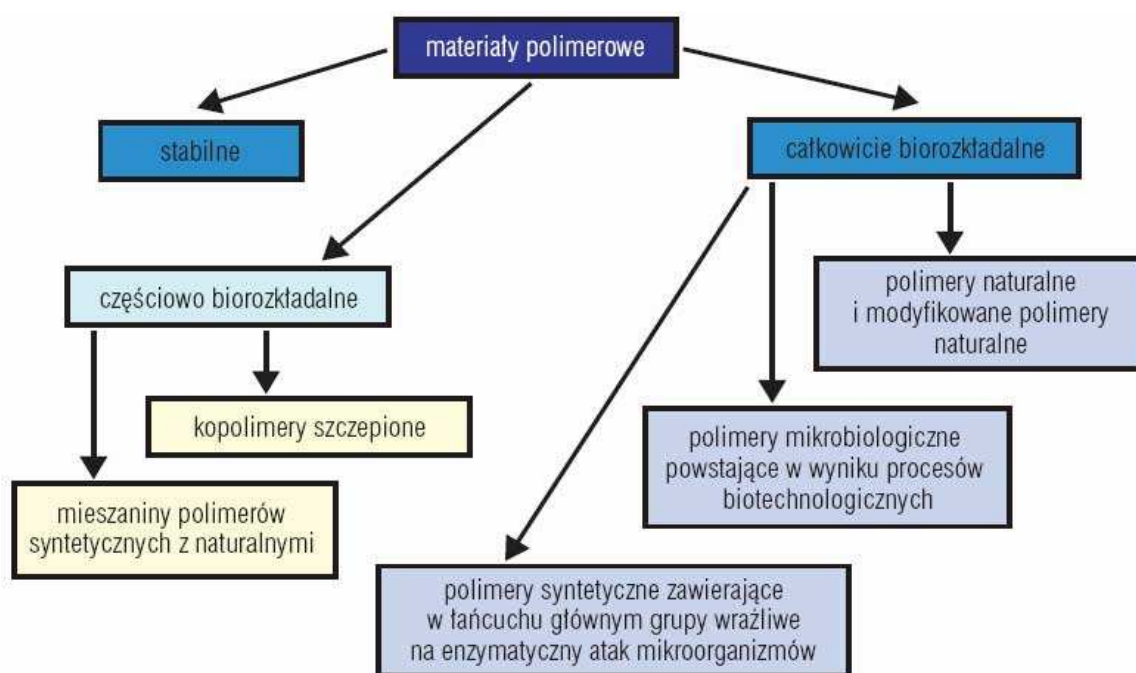 materiały polimerowe
stabilne
całkowicie biorozkładalne
częściowo biorozkładalne
polimery naturalne
i modyfikowane polimery
naturalne
kopolimery szczepione
polimery mikrobiologiczne
powstające w wyniku procesów
biotechnologicznych
mieszaniny polimerów
syntetycznych z naturalnymi
polimery syntetyczne zawierające
w łańcuchu głównym grupy wrażliwe
na enzymatyczny atak mikroorganizmów